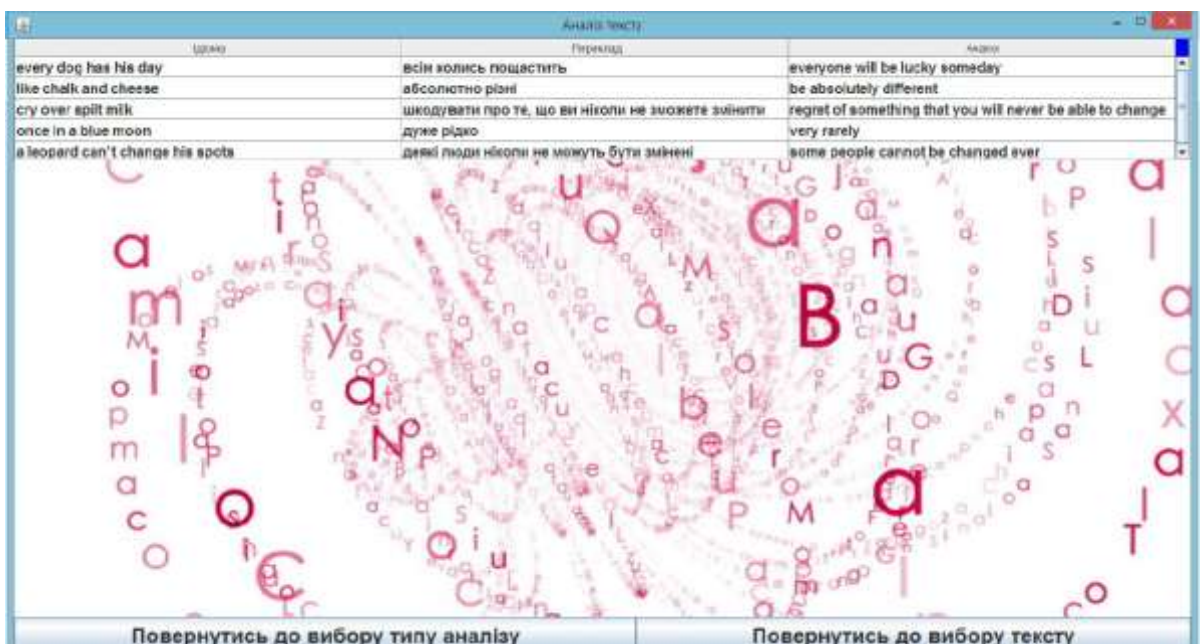 Аналіз тексту
Ідіома Переклад Аналог
every dog has his day всім колись пощастить everyone will be lucky someday
like chalk and cheese абсолютно різні be absolutely different
cry over spilt milk шкодувати про те, що ви ніколи не зможете змінити regret of something that you will never be able to change
once in a blue moon дуже рідко very rarely
a leopard can't change his spots деякі люди ніколи не можуть бути змінені some people cannot be changed ever
Повернутись до вибору типу аналізу Повернутись до вибору тексту